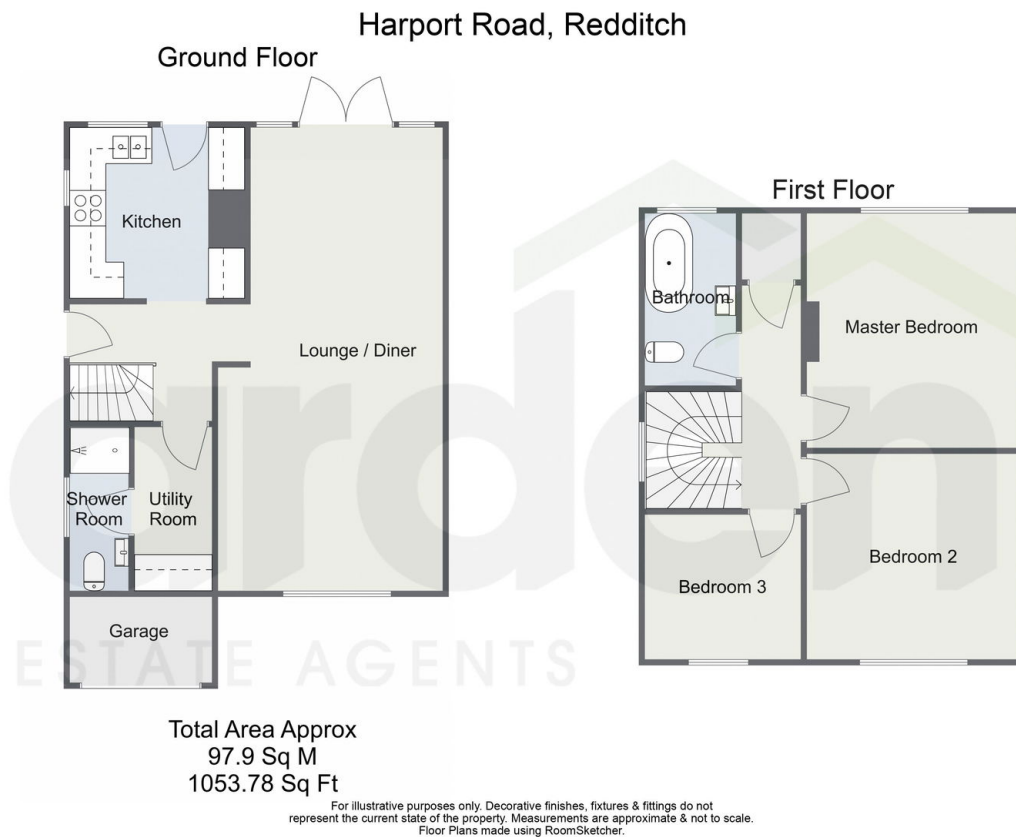 Harport Road, Redditch
Ground Floor
Kitchen
Lounge / Diner
Shower
Room
Utility
Room
Garage
First Floor
Bathroom
Master Bedroom
Bedroom 2
Bedroom 3
arden
ESTATE AGENTS
Total Area Approx
97.9 Sq M
1053.78 Sq Ft
For illustrative purposes only. Decorative finishes, fixtures & fittings do not
represent the current state of the property. Measurements are approximate & not to scale.
Floor Plans made using RoomSketcher.